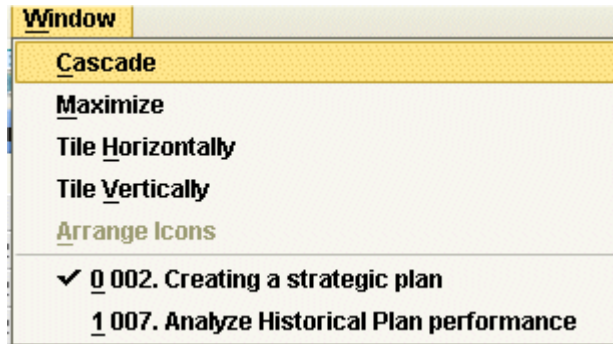 Window
Cascade
Maximize
Tile Horizontally
Tile Vertically
Arrange Icons
0 002. Creating a strategic plan
1 007. Analyze Historical Plan performance